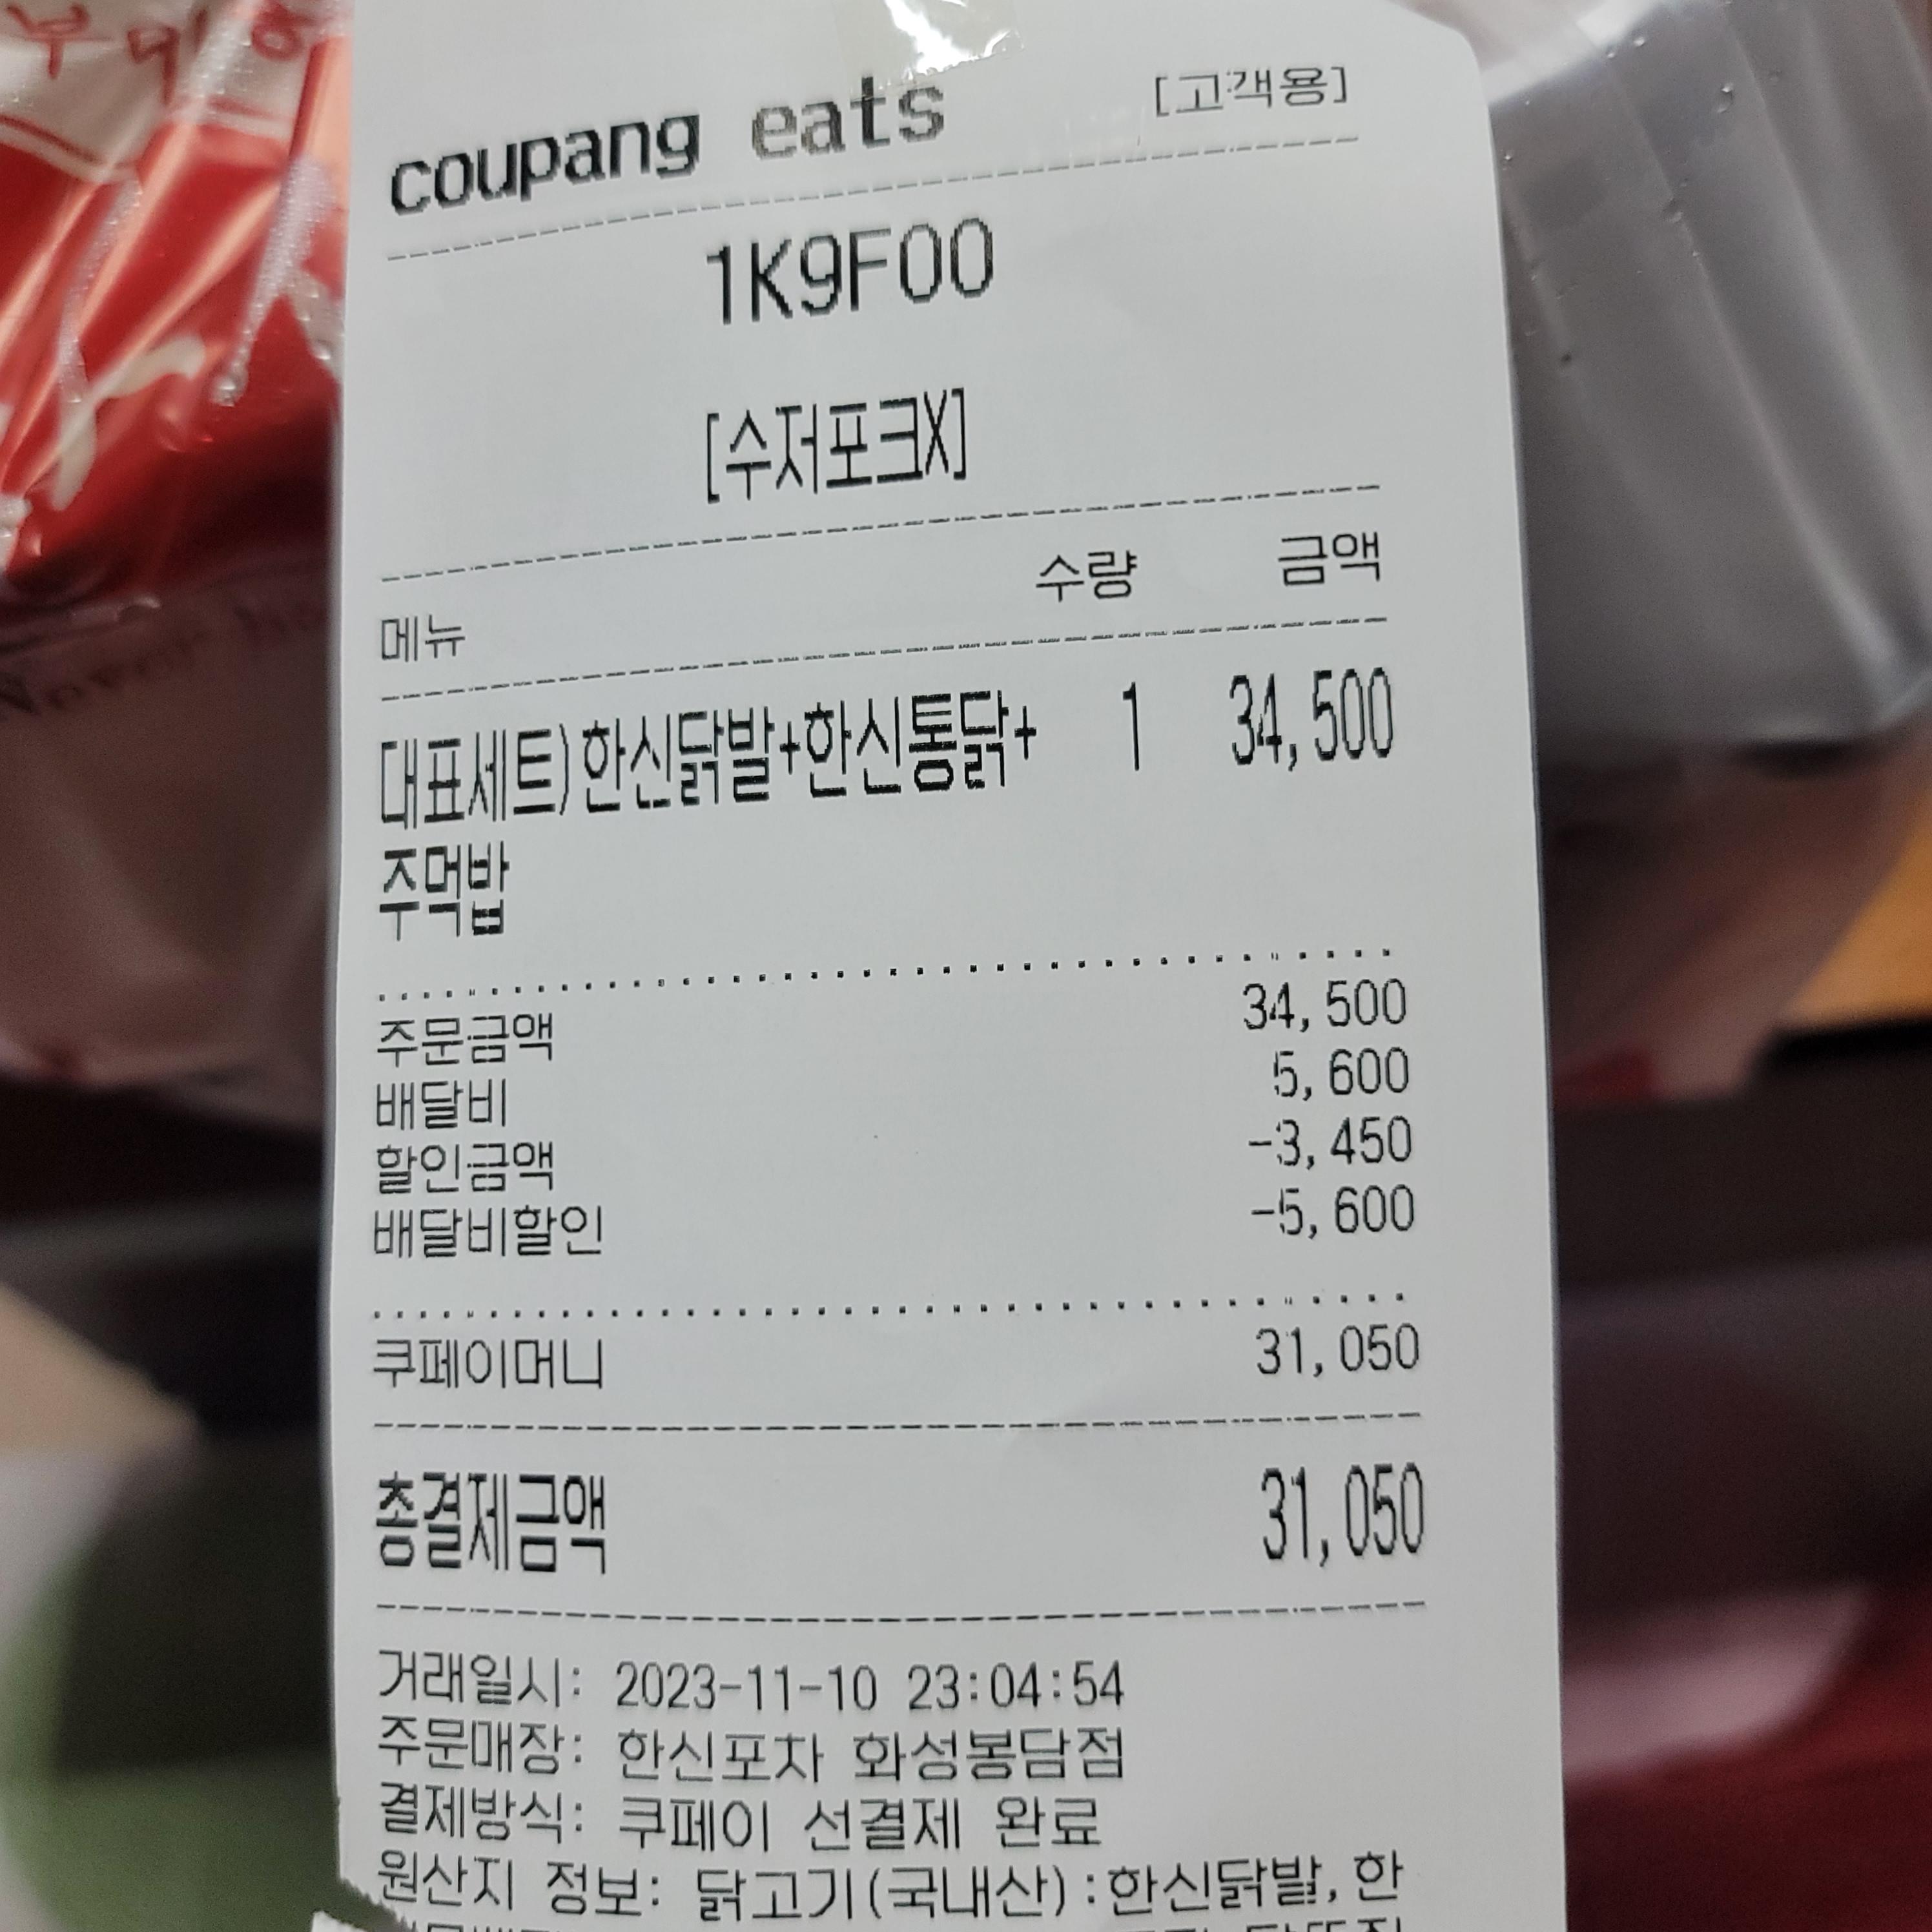 coupang eats [고객용]
1K9F00
[수저포크X]
메뉴 수량 금액
대표세트)한신닭발+한신통닭+ 1 34,500
주먹밥
주문금액 34,500
배달비 5,600
할인금액 -3,450
배달비할인 -5,600
쿠페이머니 31,050
총결제금액 31,050
거래일시: 2023-11-10 23:04:54
주문매장: 한신포차 화성봉담점
결제방식: 쿠페이 선결제 완료
원산지 정보: 닭고기(국내산):한신닭발,한